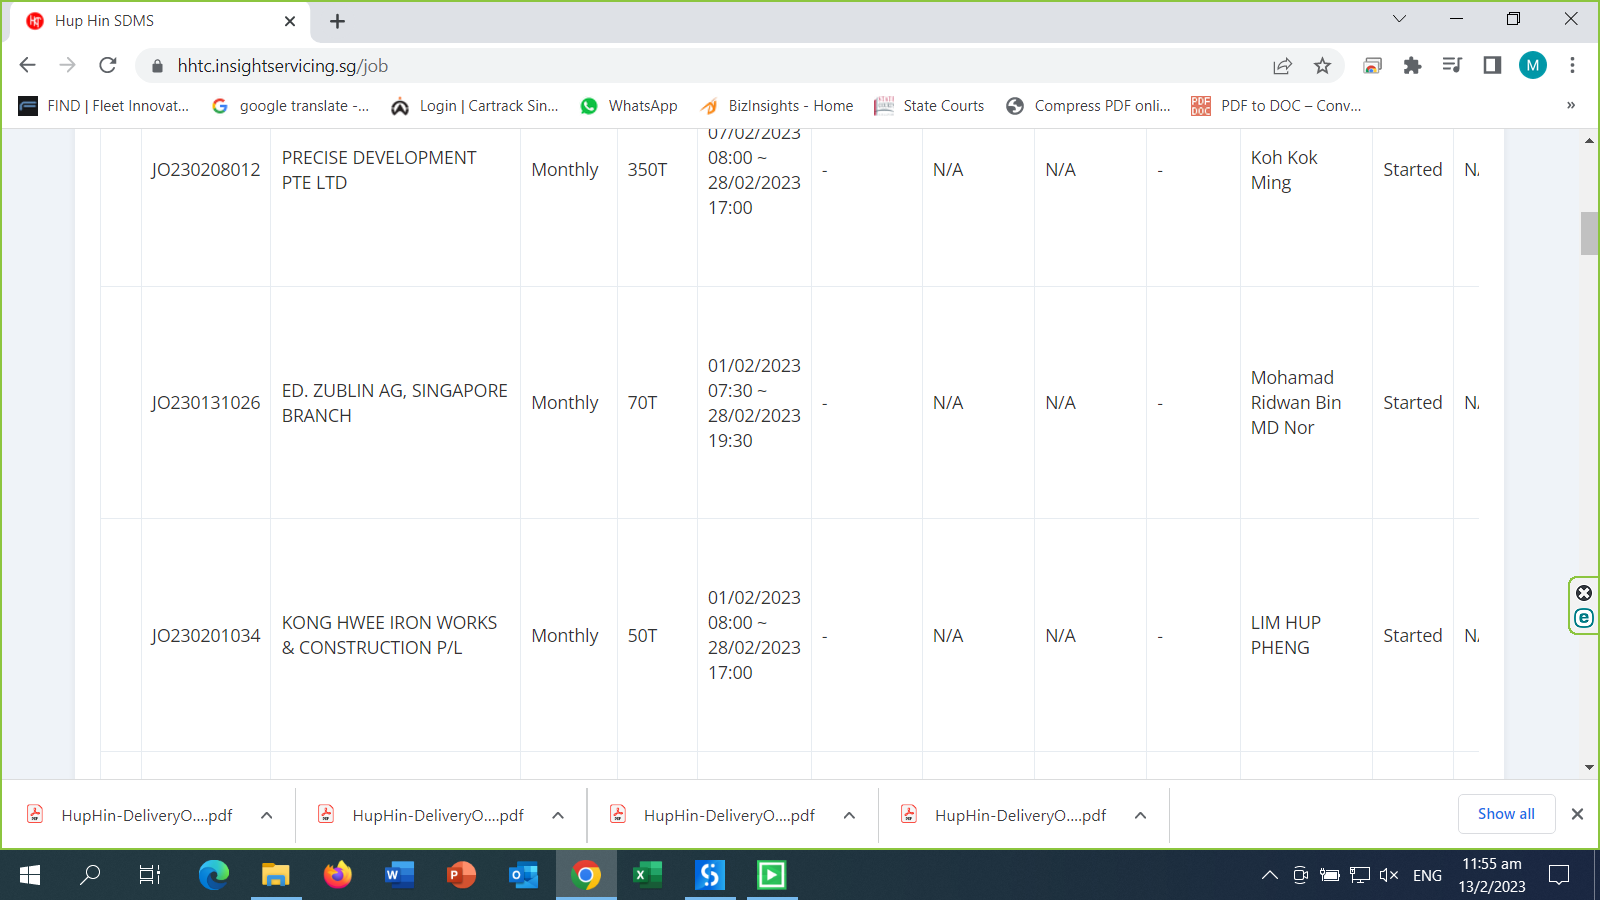 Hup Hin SDMS
hhtc.insightservicing.sg/job
M
FIND | Fleet Innovat...
google translate -...
Login | Cartrack Sin...
WhatsApp
BizInsights - Home
State Courts
Compress PDF onli...
PDF to DOC – Conv...
»
JO230208012
PRECISE DEVELOPMENT
PTE LTD
Monthly
350T
07/02/2023
08:00 ~
28/02/2023
17:00
-
N/A
N/A
-
Koh Kok
Ming
Started
JO230131026
ED. ZUBLIN AG, SINGAPORE
BRANCH
Monthly
70T
01/02/2023
07:30 ~
28/02/2023
19:30
-
N/A
N/A
-
Mohamad
Ridwan Bin
MD Nor
Started
JO230201034
KONG HWEE IRON WORKS
& CONSTRUCTION P/L
Monthly
50T
01/02/2023
08:00 ~
28/02/2023
17:00
-
N/A
N/A
-
LIM HUP
PHENG
Started
HupHin-DeliveryO....pdf
HupHin-DeliveryO....pdf
HupHin-DeliveryO....pdf
HupHin-DeliveryO....pdf
Show all
ENG
11:55 am
13/2/2023